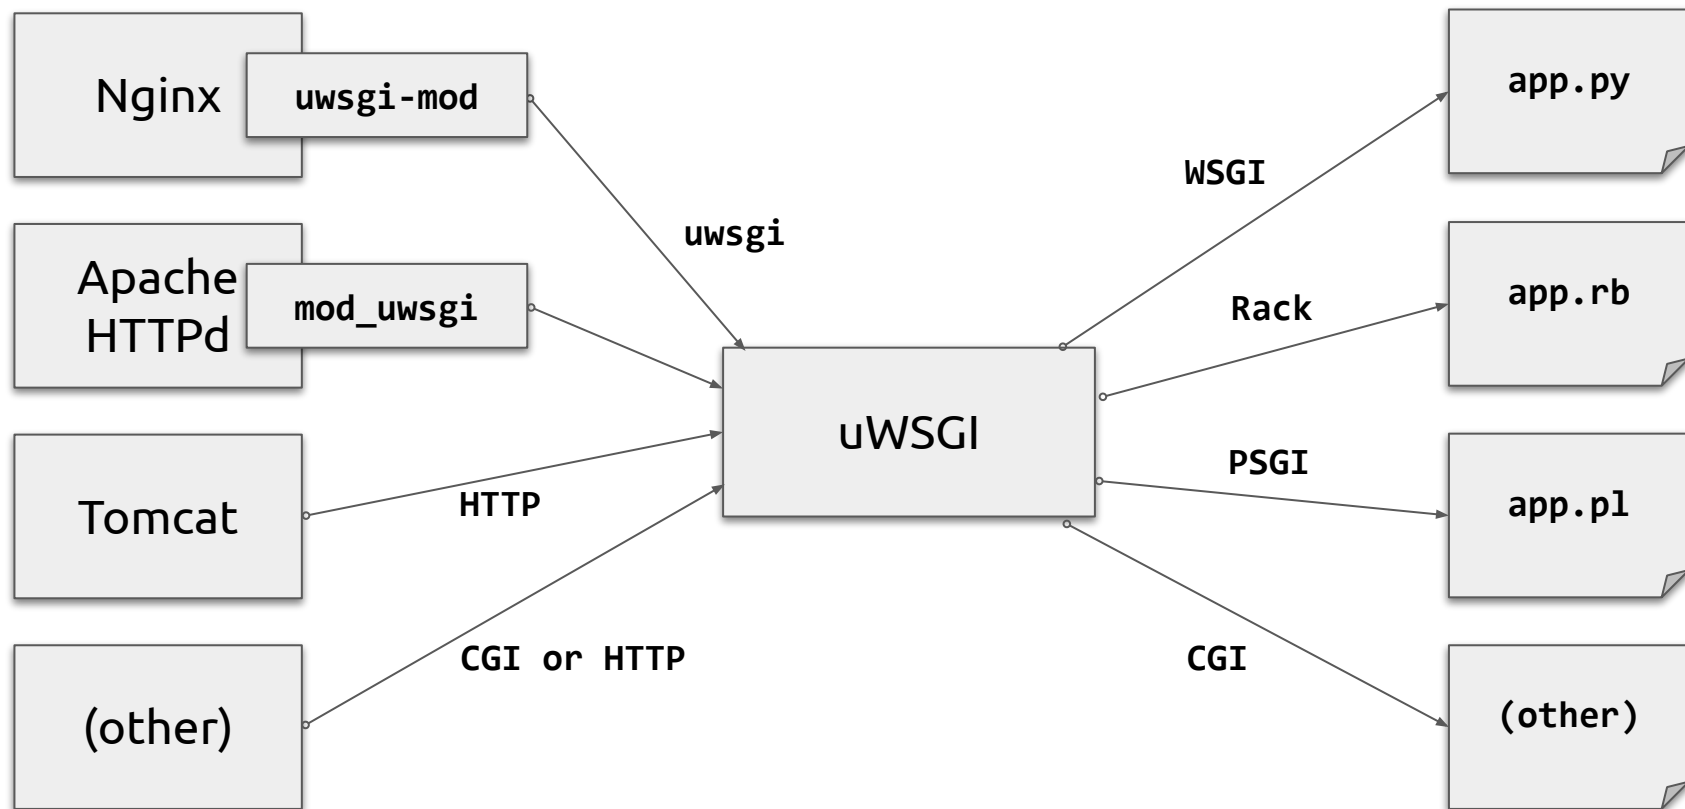 Nginx
uwsgi-mod
Apache
HTTPd
mod_uwsgi
Tomcat
(other)
uwsgi
HTTP
CGI or HTTP
uWSGI
WSGI
Rack
PSGI
CGI
app.py
app.rb
app.pl
(other)